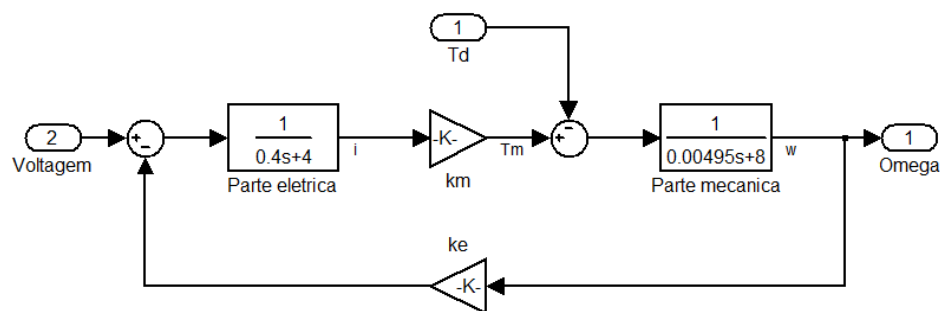 1
Td
2
Voltagem
+
−
1
0.4s+4
Parte eletrica
i
-K-
km
Tm
−
+
1
0.00495s+8
Parte mecanica
w
1
Omega
ke
-K-